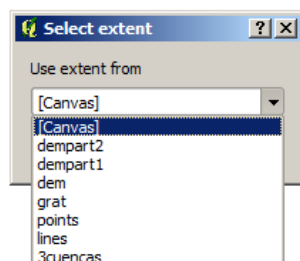 Select extent
Use extent from
[Canvas]
[Canvas]
dempart2
dempart1
dem
grat
points
lines
3cuencas